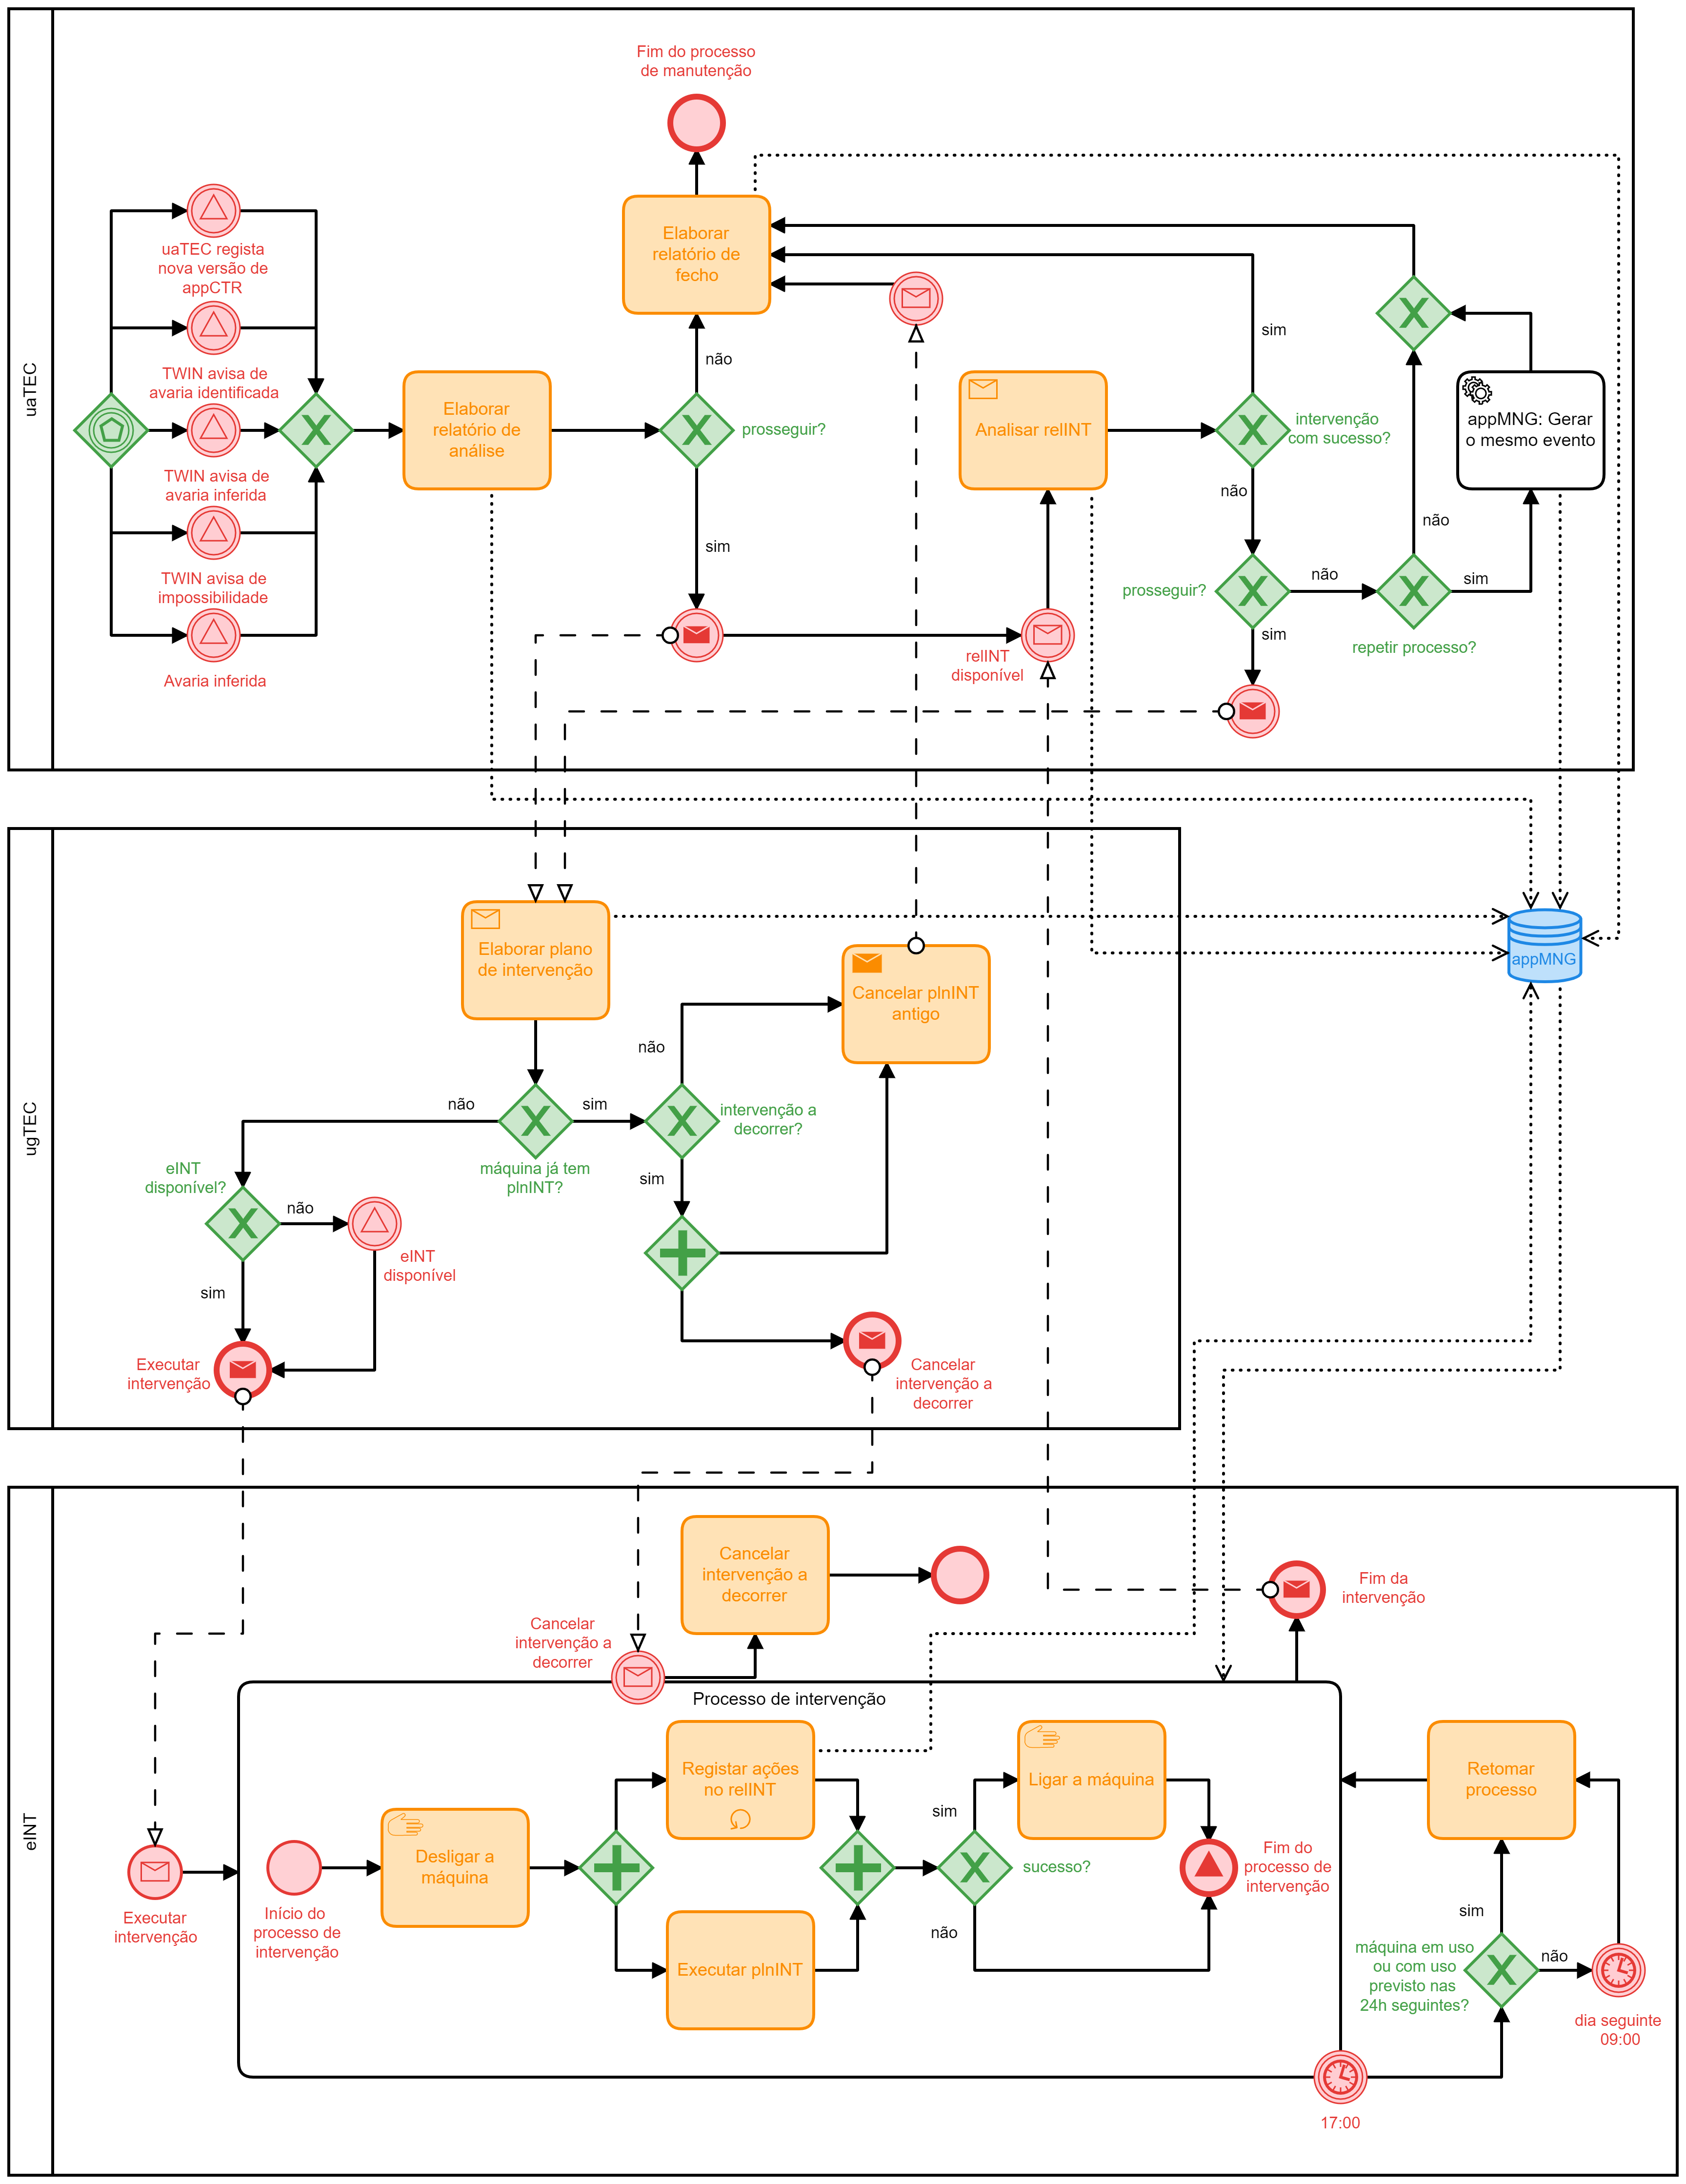 uaTEC
Fim do processo
de manutenção
uaTEC regista
nova versão de
appCTR
TWIN avisa de
avaria identificada
TWIN avisa de
avaria inferida
TWIN avisa de
impossibilidade
Avaria inferida
Elaborar
relatório de
análise
Elaborar
relatório de
fecho
não
prosseguir?
sim
relINT
disponível
Analisar relINT
sim
intervenção
com sucesso?
não
prosseguir?
não
sim
repetir processo?
não
sim
appMNG: Gerar
o mesmo evento
appMNG
ugTEC
Elaborar plano
de intervenção
Cancelar plnINT
antigo
não
não
sim
intervenção a
decorrer?
máquina já tem
plnINT?
sim
eINT
disponível?
não
eINT
disponível
sim
Executar
intervenção
Cancelar
intervenção a
decorrer
eINT
Cancelar
intervenção a
decorrer
Fim da
intervenção
Cancelar
intervenção a
decorrer
Processo de intervenção
Executar
intervenção
Início do
processo de
intervenção
Desligar a
máquina
Registar ações
no relINT
Executar plnINT
sim
sucesso?
não
Ligar a máquina
Fim do
processo de
intervenção
Retomar
processo
sim
máquina em uso
ou com uso
previsto nas
24h seguintes?
não
dia seguinte
09:00
17:00